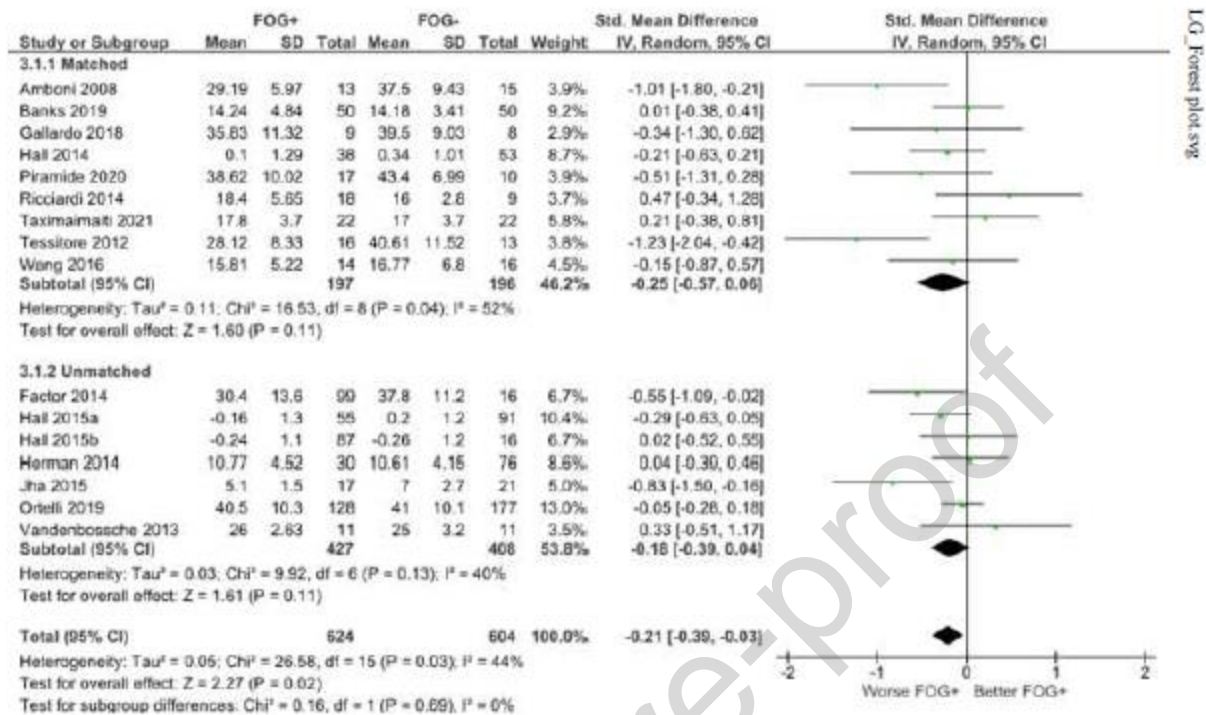 FOG+ FOG- Std. Mean Difference Std. Mean Difference
Study or Subgroup Mean SD Total Mean SD Total Weight IV, Random, 95% CI IV, Random, 95% CI
3.1.1 Matched
Amboni 2008 29.19 5.97 13 37.5 9.43 15 3.9% -1.01 [-1.80, -0.21]
Banks 2019 14.24 4.84 50 14.18 3.41 50 9.2% 0.01 [-0.38, 0.41]
Gallardo 2018 35.63 11.32 9 39.5 9.03 8 2.9% -0.34 [-1.30, 0.62]
Hall 2014 0.1 1.29 38 0.34 1.01 53 8.7% -0.21 [-0.63, 0.21]
Piramide 2020 38.62 10.02 17 43.4 6.99 10 3.9% -0.51 [-1.31, 0.28]
Ricciardi 2014 18.4 5.65 18 16 2.8 9 3.7% 0.47 [-0.34, 1.28]
Taximaimaiti 2021 17.8 3.7 22 17 3.7 22 5.8% 0.21 [-0.38, 0.81]
Tessitore 2012 28.12 8.33 16 40.61 11.52 13 3.8% -1.23 [-2.04, -0.42]
Wang 2016 15.81 5.22 14 16.77 6.8 16 4.5% -0.15 [-0.87, 0.57]
Subtotal (95% CI) 197 196 46.2% -0.25 [-0.57, 0.06]
Heterogeneity: Tau² = 0.11; Chi² = 16.53, df = 8 (P = 0.04); I² = 52%
Test for overall effect: Z = 1.60 (P = 0.11)
3.1.2 Unmatched
Factor 2014 30.4 13.6 99 37.8 11.2 16 6.7% -0.55 [-1.09, -0.02]
Hall 2015a -0.16 1.3 55 0.2 1.2 91 10.4% -0.29 [-0.63, 0.05]
Hall 2015b -0.24 1.1 87 -0.26 1.2 16 6.7% 0.02 [-0.52, 0.55]
Herman 2014 10.77 4.52 30 10.61 4.15 76 8.6% 0.04 [-0.39, 0.46]
Jha 2015 5.1 1.5 17 7 2.7 21 5.0% -0.83 [-1.50, -0.16]
Ortelli 2019 40.5 10.3 128 41 10.1 177 13.0% -0.05 [-0.28, 0.18]
Vandenbossche 2013 26 2.63 11 25 3.2 11 3.5% 0.33 [-0.51, 1.17]
Subtotal (95% CI) 427 408 53.8% -0.18 [-0.39, 0.04]
Heterogeneity: Tau² = 0.03; Chi² = 9.92, df = 6 (P = 0.13); I² = 40%
Test for overall effect: Z = 1.61 (P = 0.11)
Total (95% CI) 624 604 100.0% -0.21 [-0.39, -0.03]
Heterogeneity: Tau² = 0.05; Chi² = 26.58, df = 15 (P = 0.03); I² = 44%
Test for overall effect: Z = 2.27 (P = 0.02)
Test for subgroup differences: Chi² = 0.16, df = 1 (P = 0.69), I² = 0%
-2 -1 0 1 2
Worse FOG+ Better FOG+
LG_Forest plot.svg
re-proof